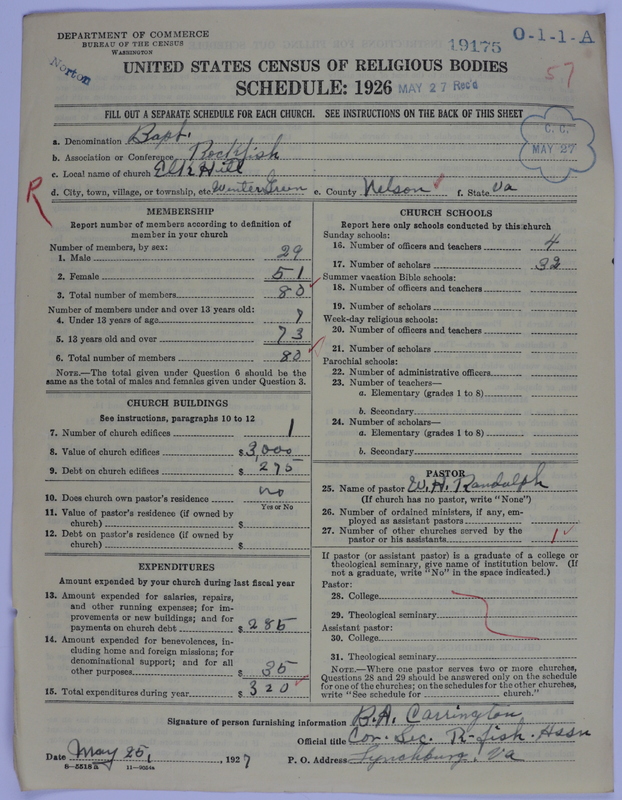 DEPARTMENT OF COMMERCE
BUREAU OF THE CENSUS
WASHINGTON
19175
O-1-1-A
Norton
UNITED STATES CENSUS OF RELIGIOUS BODIES
SCHEDULE: 1926
MAY 27 Rec'd
57
FILL OUT A SEPARATE SCHEDULE FOR EACH CHURCH. SEE INSTRUCTIONS ON THE BACK OF THIS SHEET
C. C.
MAY 27
a. Denomination Bapt.
b. Association or Conference Rockfish
c. Local name of church Elk Hill
d. City, town, village, or township, etc. Winter Green e. County Nelson f. State Va
R
MEMBERSHIP
Report number of members according to definition of
member in your church
Number of members, by sex:
1. Male 29
2. Female 51
3. Total number of members 80
Number of members under and over 13 years old:
4. Under 13 years of age 7
5. 13 years old and over 73
6. Total number of members 80
NOTE.—The total given under Question 6 should be the
same as the total of males and females given under Question 3.
CHURCH BUILDINGS
See instructions, paragraphs 10 to 12
7. Number of church edifices 1
8. Value of church edifices $3,000
9. Debt on church edifices $ 275
10. Does church own pastor's residence no
Yes or No
11. Value of pastor's residence (if owned by
church) $
12. Debt on pastor's residence (if owned by
church) $
EXPENDITURES
Amount expended by your church during last fiscal year
13. Amount expended for salaries, repairs,
and other running expenses; for im-
provements or new buildings; and for
payments on church debt $ 285
14. Amount expended for benevolences, in-
cluding home and foreign missions; for
denominational support; and for all
other purposes $ 35
15. Total expenditures during year $ 320
CHURCH SCHOOLS
Report here only schools conducted by this church
Sunday schools:
16. Number of officers and teachers 4
17. Number of scholars 32
Summer vacation Bible schools:
18. Number of officers and teachers
19. Number of scholars
Week-day religious schools:
20. Number of officers and teachers
21. Number of scholars
Parochial schools:
22. Number of administrative officers
23. Number of teachers—
a. Elementary (grades 1 to 8)
b. Secondary
24. Number of scholars—
a. Elementary (grades 1 to 8)
b. Secondary
PASTOR
25. Name of pastor W. H. Randolph
(If church has no pastor, write "None")
26. Number of ordained ministers, if any, em-
ployed as assistant pastors
27. Number of other churches served by the
pastor or his assistants 1
If pastor (or assistant pastor) is a graduate of a college or
theological seminary, give name of institution below. (If
not a graduate, write "No" in the space indicated.)
Pastor:
28. College
29. Theological seminary
Assistant pastor:
30. College
31. Theological seminary
NOTE.—Where one pastor serves two or more churches,
Questions 28 and 29 should be answered only on the schedule
for one of the churches; on the schedules for the other churches,
write "See schedule for church."
Signature of person furnishing information B. A. Carrington
Official title Cor. Sec. R-fish. Assn
Date May 25, 1927 P. O. Address Lynchburg, Va
8—5518a 11—9024a